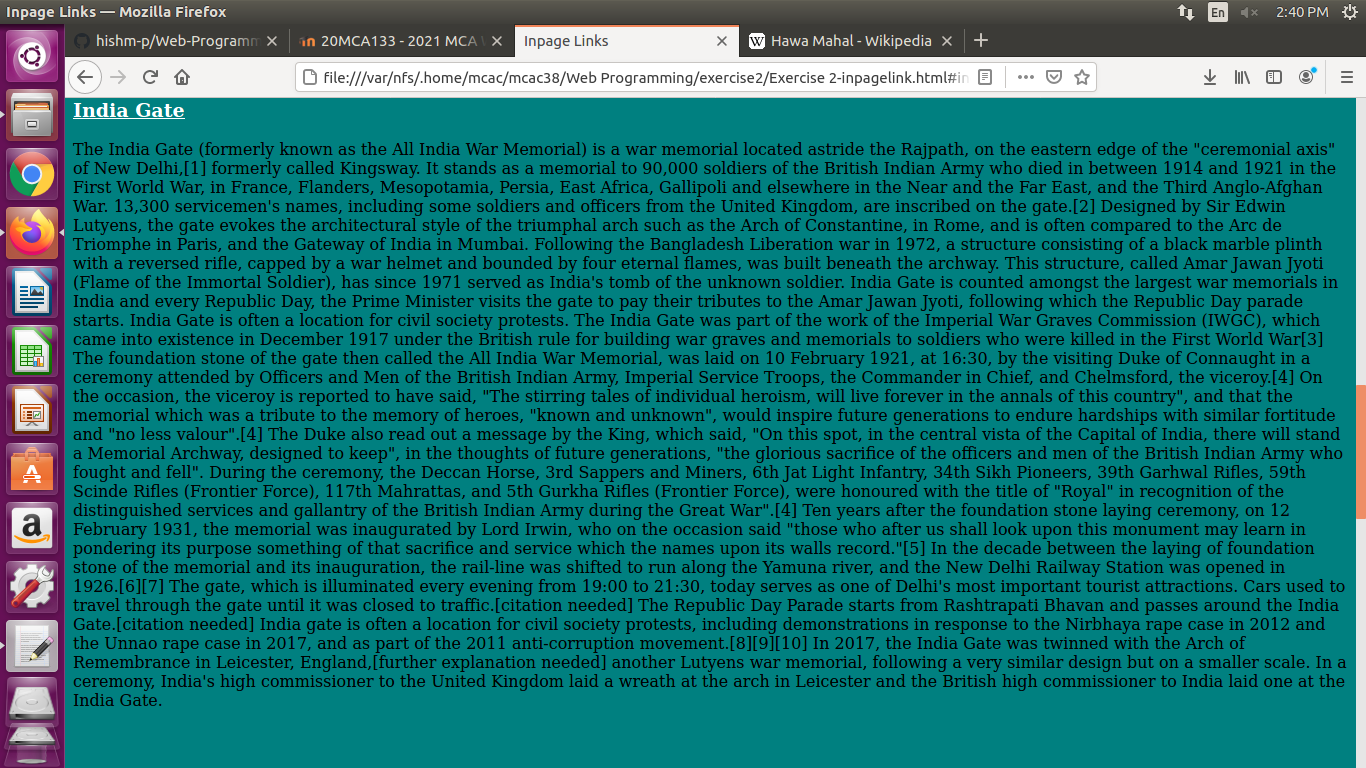 Inpage Links — Mozilla Firefox
En
2:40 PM
hishm-p/Web-Programm
20MCA133 - 2021 MCA
Inpage Links
W Hawa Mahal - Wikipedia
file:///var/nfs/.home/mcac/mcac38/Web Programming/exercise2/Exercise 2-inpagelink.html#in
India Gate
The India Gate (formerly known as the All India War Memorial) is a war memorial located astride the Rajpath, on the eastern edge of the "ceremonial axis"
of New Delhi,[1] formerly called Kingsway. It stands as a memorial to 90,000 soldiers of the British Indian Army who died in between 1914 and 1921 in the
First World War, in France, Flanders, Mesopotamia, Persia, East Africa, Gallipoli and elsewhere in the Near and the Far East, and the Third Anglo-Afghan
War. 13,300 servicemen's names, including some soldiers and officers from the United Kingdom, are inscribed on the gate.[2] Designed by Sir Edwin
Lutyens, the gate evokes the architectural style of the triumphal arch such as the Arch of Constantine, in Rome, and is often compared to the Arc de
Triomphe in Paris, and the Gateway of India in Mumbai. Following the Bangladesh Liberation war in 1972, a structure consisting of a black marble plinth
with a reversed rifle, capped by a war helmet and bounded by four eternal flames, was built beneath the archway. This structure, called Amar Jawan Jyoti
(Flame of the Immortal Soldier), has since 1971 served as India's tomb of the unknown soldier. India Gate is counted amongst the largest war memorials in
India and every Republic Day, the Prime Minister visits the gate to pay their tributes to the Amar Jawan Jyoti, following which the Republic Day parade
starts. India Gate is often a location for civil society protests. The India Gate was part of the work of the Imperial War Graves Commission (IWGC), which
came into existence in December 1917 under the British rule for building war graves and memorials to soldiers who were killed in the First World War[3]
The foundation stone of the gate then called the All India War Memorial, was laid on 10 February 1921, at 16:30, by the visiting Duke of Connaught in a
ceremony attended by Officers and Men of the British Indian Army, Imperial Service Troops, the Commander in Chief, and Chelmsford, the viceroy.[4] On
the occasion, the viceroy is reported to have said, "The stirring tales of individual heroism, will live forever in the annals of this country", and that the
memorial which was a tribute to the memory of heroes, "known and unknown", would inspire future generations to endure hardships with similar fortitude
and "no less valour".[4] The Duke also read out a message by the King, which said, "On this spot, in the central vista of the Capital of India, there will stand
a Memorial Archway, designed to keep", in the thoughts of future generations, "the glorious sacrifice of the officers and men of the British Indian Army who
fought and fell". During the ceremony, the Deccan Horse, 3rd Sappers and Miners, 6th Jat Light Infantry, 34th Sikh Pioneers, 39th Garhwal Rifles, 59th
Scinde Rifles (Frontier Force), 117th Mahrattas, and 5th Gurkha Rifles (Frontier Force), were honoured with the title of "Royal" in recognition of the
distinguished services and gallantry of the British Indian Army during the Great War".[4] Ten years after the foundation stone laying ceremony, on 12
February 1931, the memorial was inaugurated by Lord Irwin, who on the occasion said "those who after us shall look upon this monument may learn in
pondering its purpose something of that sacrifice and service which the names upon its walls record."[5] In the decade between the laying of foundation
stone of the memorial and its inauguration, the rail-line was shifted to run along the Yamuna river, and the New Delhi Railway Station was opened in
1926.[6][7] The gate, which is illuminated every evening from 19:00 to 21:30, today serves as one of Delhi's most important tourist attractions. Cars used to
travel through the gate until it was closed to traffic.[citation needed] The Republic Day Parade starts from Rashtrapati Bhavan and passes around the India
Gate.[citation needed] India gate is often a location for civil society protests, including demonstrations in response to the Nirbhaya rape case in 2012 and
the Unnao rape case in 2017, and as part of the 2011 anti-corruption movement.[8][9][10] In 2017, the India Gate was twinned with the Arch of
Remembrance in Leicester, England,[further explanation needed] another Lutyens war memorial, following a very similar design but on a smaller scale. In a
ceremony, India's high commissioner to the United Kingdom laid a wreath at the arch in Leicester and the British high commissioner to India laid one at the
India Gate.